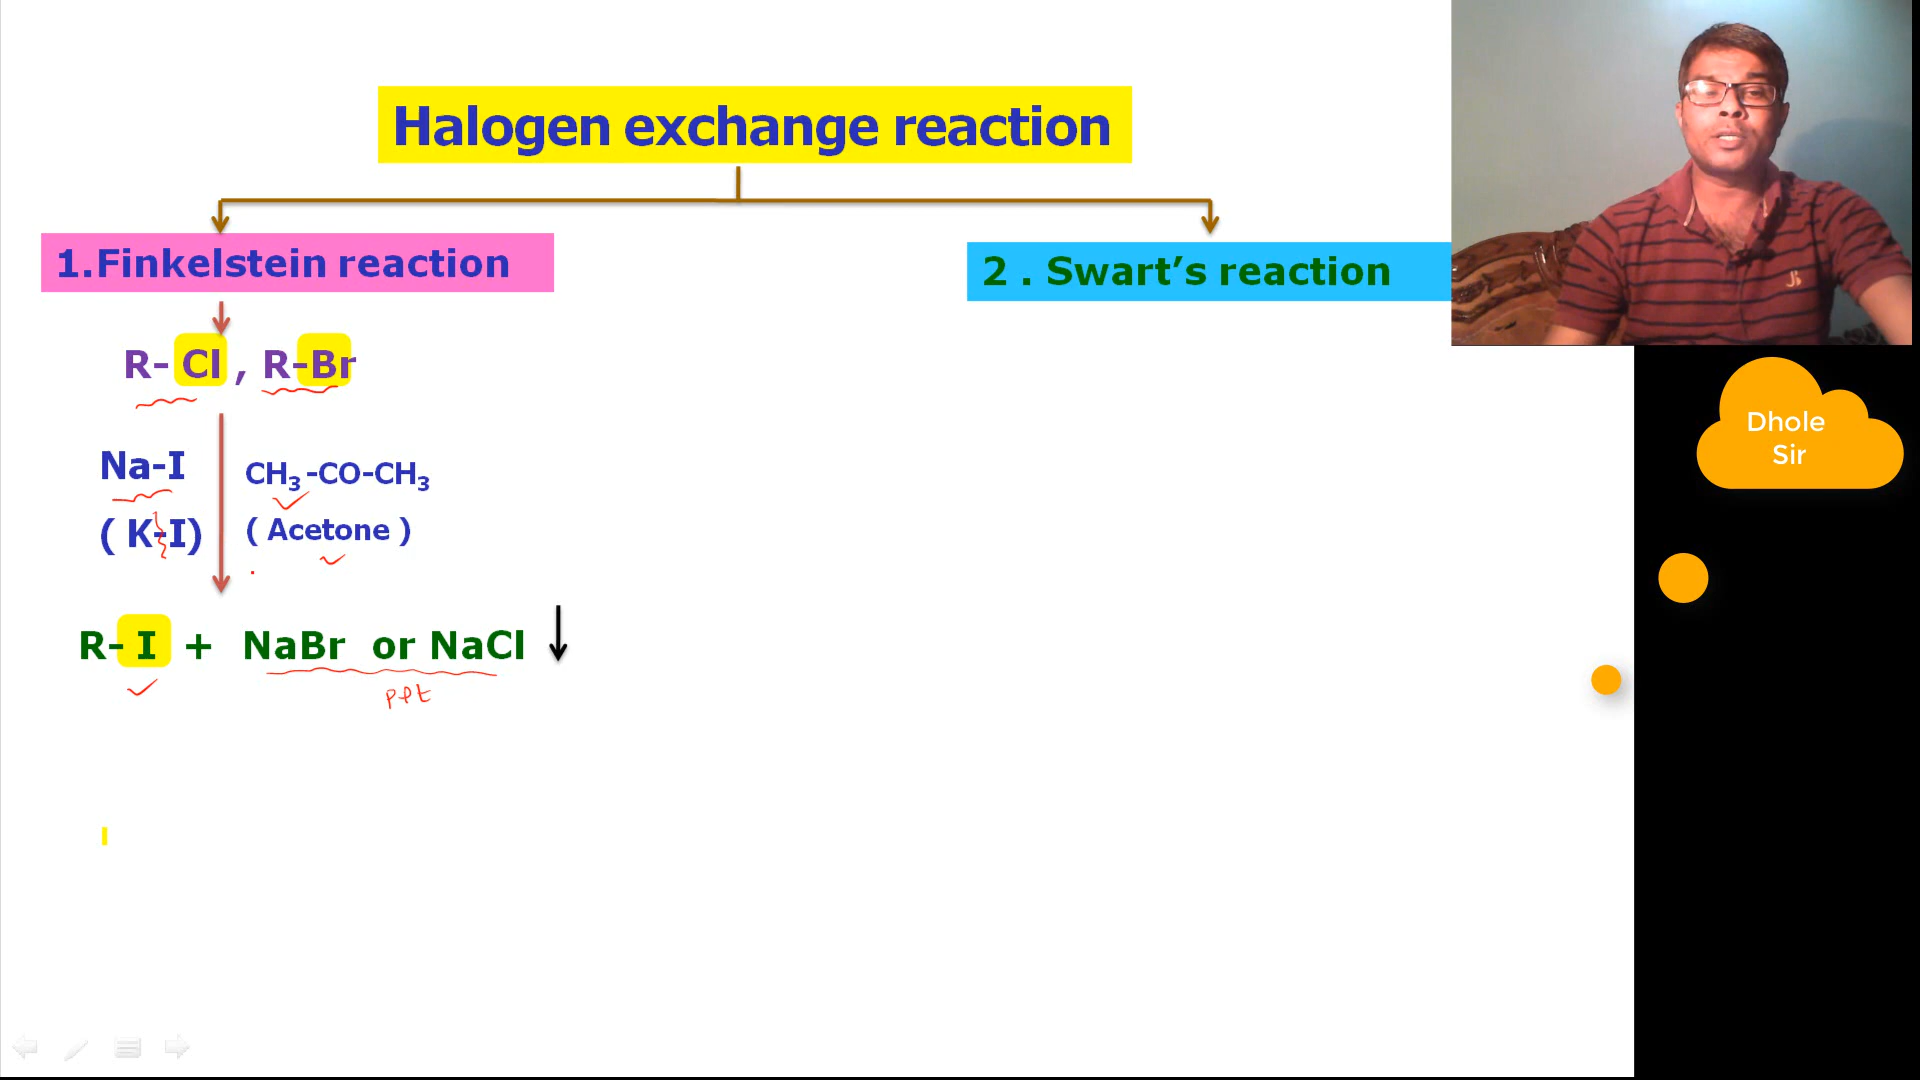 Halogen exchange reaction
1.Finkelstein reaction
2 . Swart’s reaction
R- Cl , R-Br
Na-I
CH₃-CO-CH₃
( K-I)
( Acetone )
R- I + NaBr or NaCl
ppt
Dhole
Sir